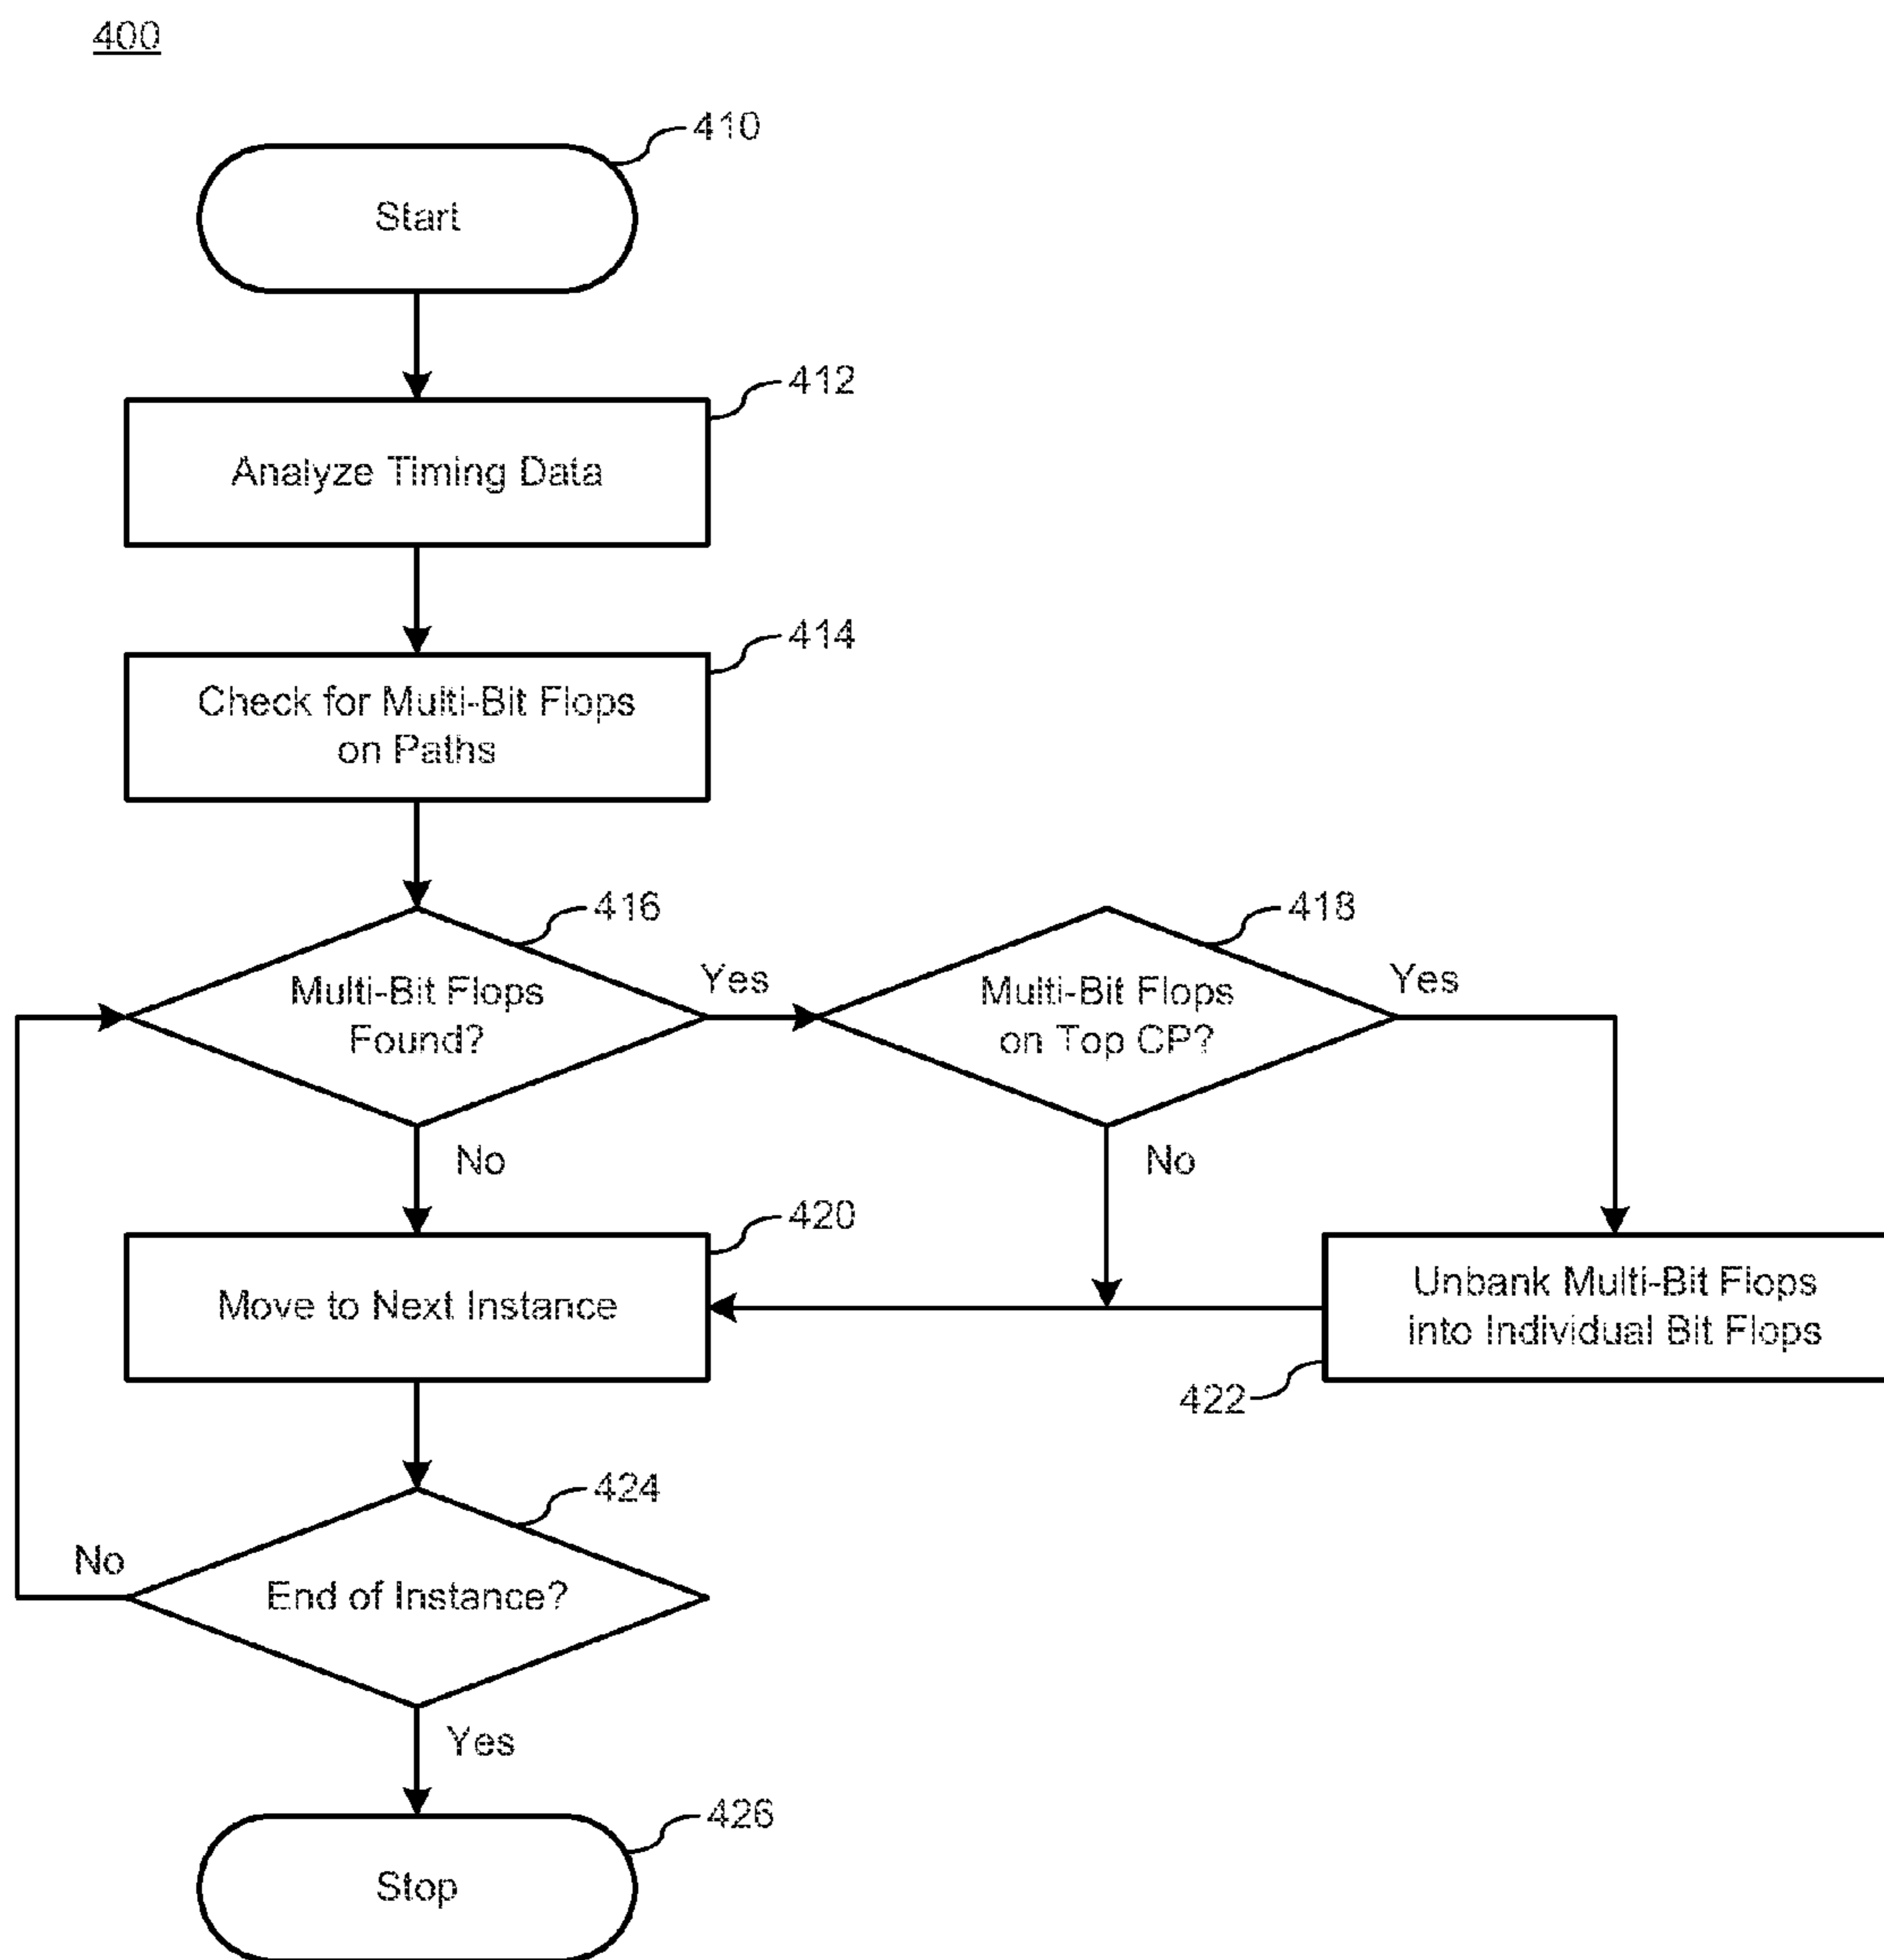 400
410
Start
412
Analyze Timing Data
414
Check for Multi-Bit Flops
on Paths
416
Multi-Bit Flops
Found?
Yes
418
Multi-Bit Flops
on Top CP?
Yes
No
No
420
Move to Next Instance
Unbank Multi-Bit Flops
into Individual Bit Flops
422
424
End of Instance?
No
Yes
426
Stop